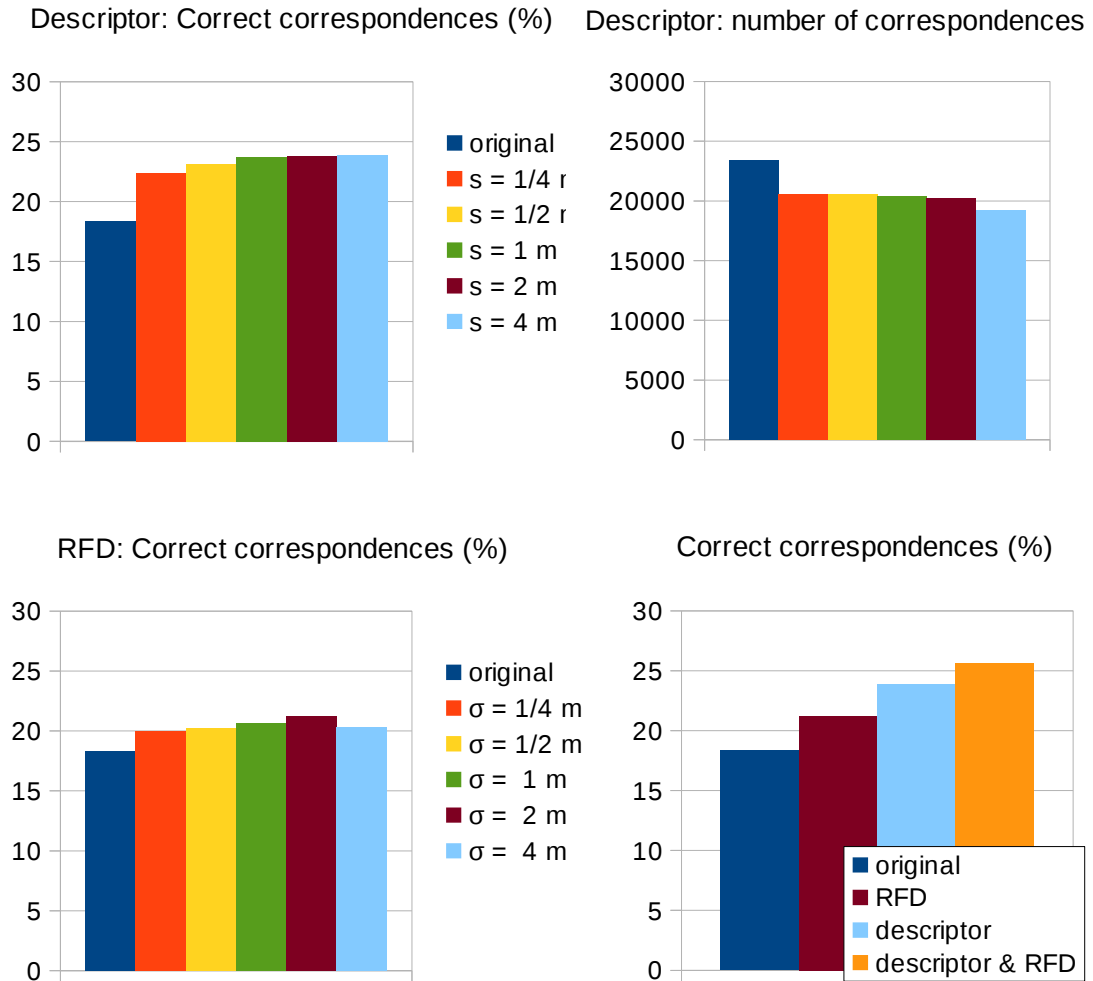 Descriptor: Correct correspondences (%)
30
25
20
15
10
5
0
original
s = 1/4 r
s = 1/2 r
s = 1 m
s = 2 m
s = 4 m
Descriptor: number of correspondences
30000
25000
20000
15000
10000
5000
0
RFD: Correct correspondences (%)
30
25
20
15
10
5
0
original
σ = 1/4 m
σ = 1/2 m
σ =  1 m
σ =  2 m
σ =  4 m
Correct correspondences (%)
30
25
20
15
10
5
0
original
RFD
descriptor
descriptor & RFD